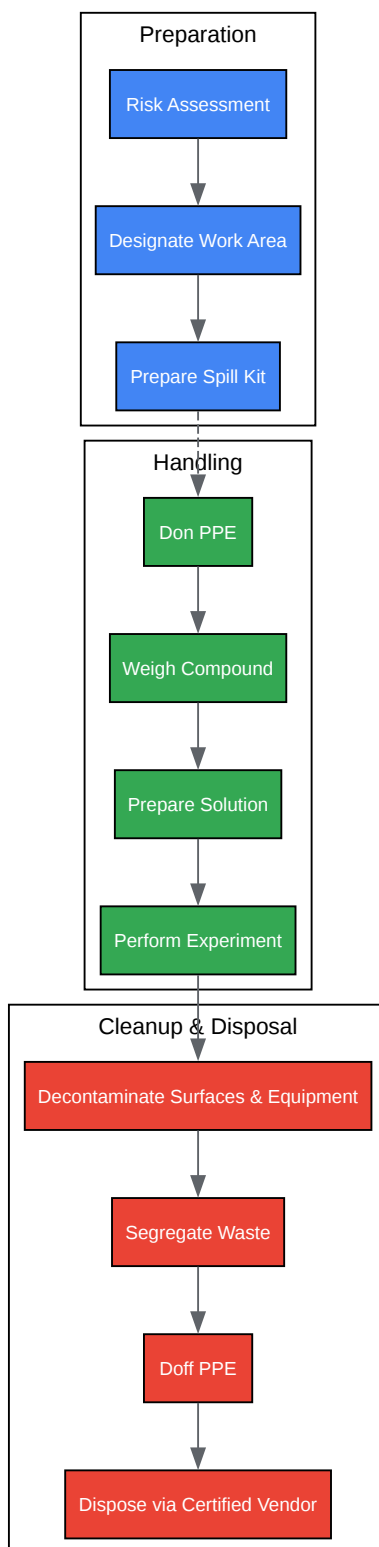 Preparation
Risk Assessment
Designate Work Area
Prepare Spill Kit
Handling
Don PPE
Weigh Compound
Prepare Solution
Perform Experiment
Cleanup & Disposal
Decontaminate Surfaces & Equipment
Segregate Waste
Doff PPE
Dispose via Certified Vendor